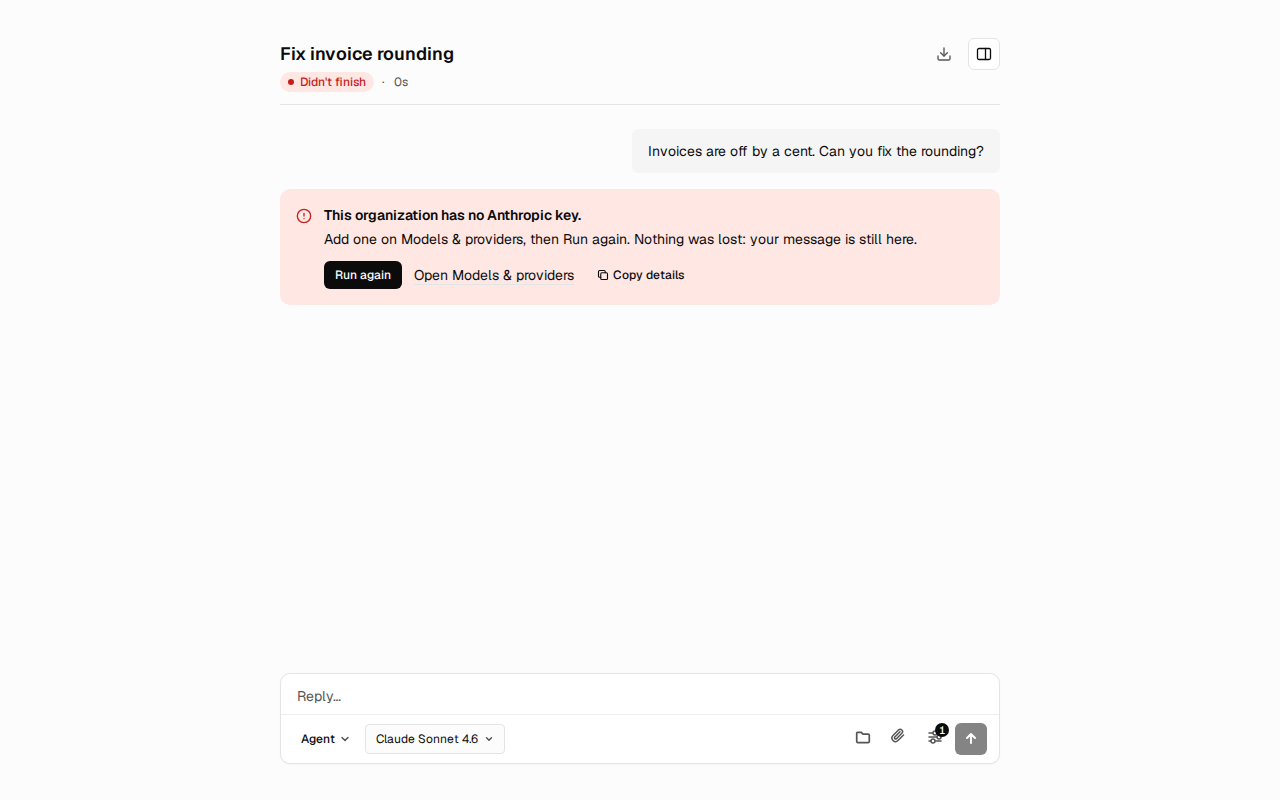 Fix invoice rounding
Didn't finish · 0s
Invoices are off by a cent. Can you fix the rounding?
This organization has no Anthropic key.
Add one on Models & providers, then Run again. Nothing was lost: your message is still here.
Run again Open Models & providers Copy details
Reply…
Agent Claude Sonnet 4.6 1